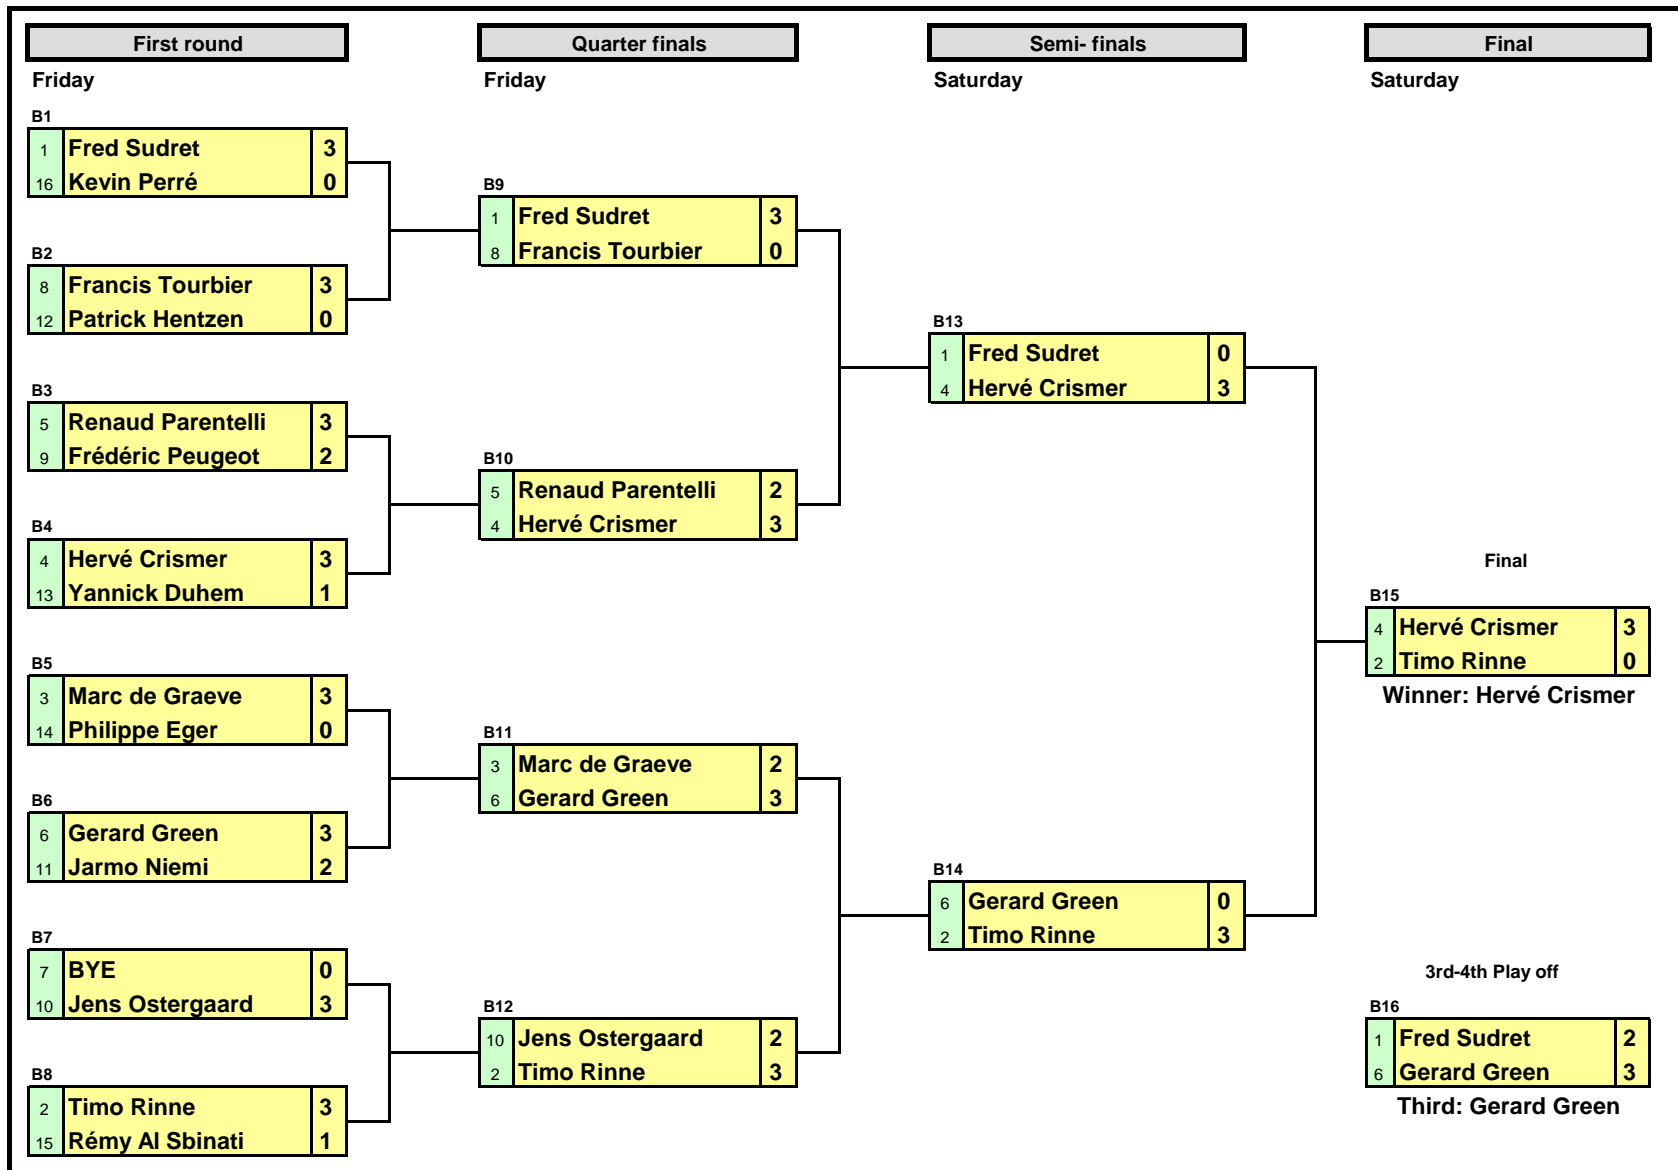 First round
Friday
B1
1 Fred Sudret 3
16 Kevin Perré 0
B2
8 Francis Tourbier 3
12 Patrick Hentzen 0
B3
5 Renaud Parentelli 3
9 Frédéric Peugeot 2
B4
4 Hervé Crismer 3
13 Yannick Duhem 1
B5
3 Marc de Graeve 3
14 Philippe Eger 0
B6
6 Gerard Green 3
11 Jarmo Niemi 2
B7
7 BYE 0
10 Jens Ostergaard 3
B8
2 Timo Rinne 3
15 Rémy Al Sbinati 1
Quarter finals
Friday
B9
1 Fred Sudret 3
8 Francis Tourbier 0
B10
5 Renaud Parentelli 2
4 Hervé Crismer 3
B11
3 Marc de Graeve 2
6 Gerard Green 3
B12
10 Jens Ostergaard 2
2 Timo Rinne 3
Semi- finals
Saturday
B13
1 Fred Sudret 0
4 Hervé Crismer 3
B14
6 Gerard Green 0
2 Timo Rinne 3
Final
Saturday
Final
B15
4 Hervé Crismer 3
2 Timo Rinne 0
Winner: Hervé Crismer
3rd-4th Play off
B16
1 Fred Sudret 2
6 Gerard Green 3
Third: Gerard Green